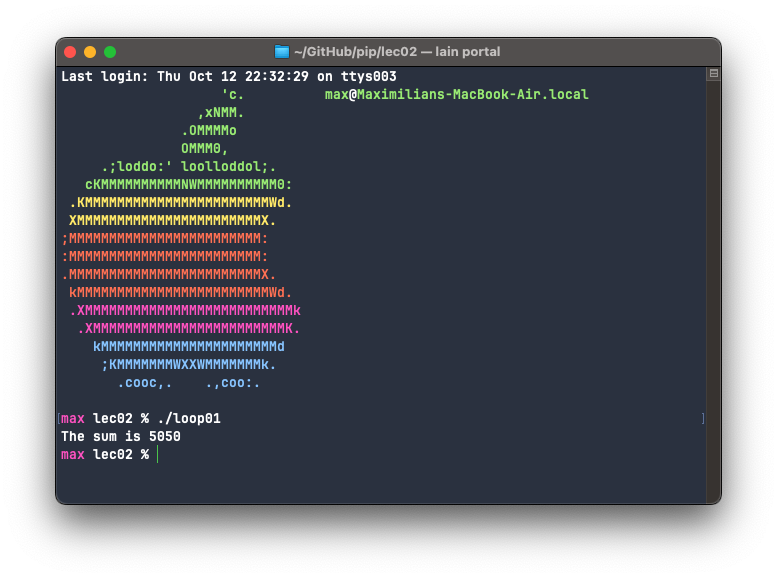 ~/GitHub/pip/lec02 — lain portal
Last login: Thu Oct 12 22:32:29 on ttys003
                    'c.          max@Maximilians-MacBook-Air.local
                 ,xNMM.
               .OMMMMo
               OMMM0,
     .;loddo:' loolloddol;.
   cKMMMMMMMMMMNWMMMMMMMMMM0:
 .KMMMMMMMMMMMMMMMMMMMMMMMWd.
 XMMMMMMMMMMMMMMMMMMMMMMMX.
;MMMMMMMMMMMMMMMMMMMMMMMM:
:MMMMMMMMMMMMMMMMMMMMMMMM:
.MMMMMMMMMMMMMMMMMMMMMMMMX.
 kMMMMMMMMMMMMMMMMMMMMMMMMWd.
 .XMMMMMMMMMMMMMMMMMMMMMMMMMMk
  .XMMMMMMMMMMMMMMMMMMMMMMMMK.
    kMMMMMMMMMMMMMMMMMMMMMMd
     ;KMMMMMMMWXXWMMMMMMMk.
       .cooc,.    .,coo:.
max lec02 % ./loop01
The sum is 5050
max lec02 %